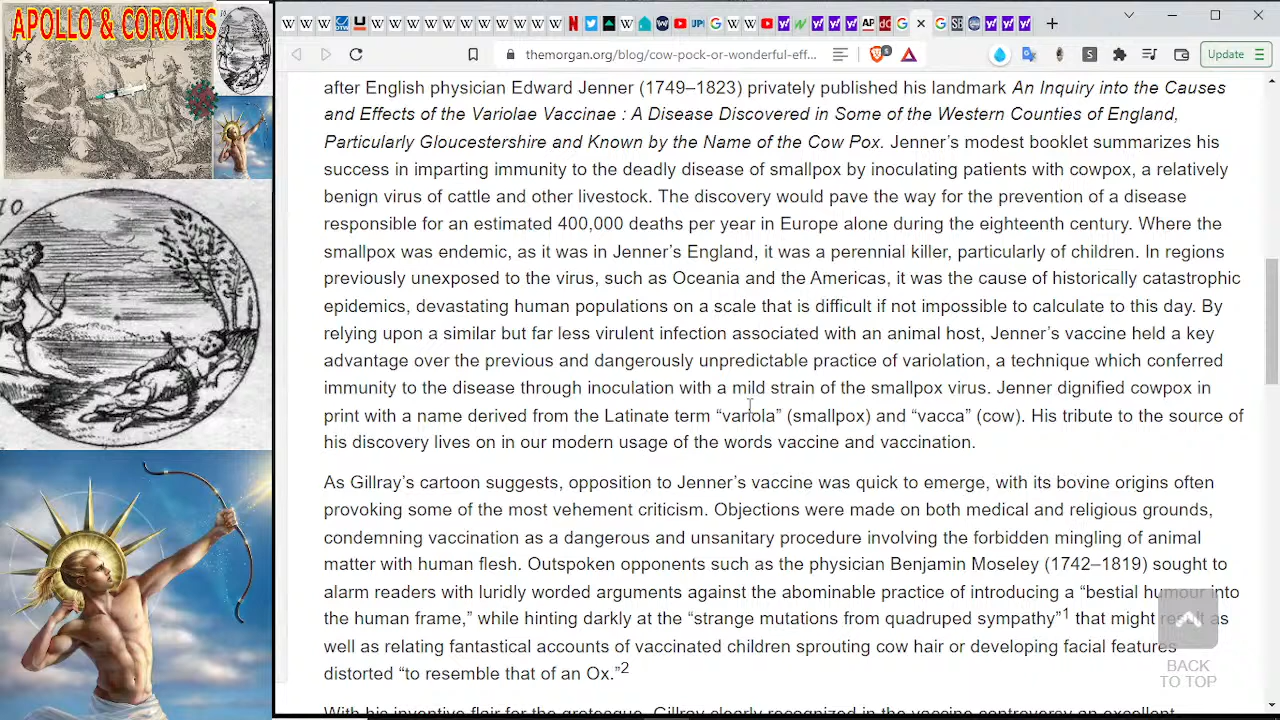 APOLLO & CORONIS
10
themorgan.org/blog/cow-pock-or-wonderful-eff...
Update
after English physician Edward Jenner (1749–1823) privately published his landmark An Inquiry into the Causes
and Effects of the Variolae Vaccinae : A Disease Discovered in Some of the Western Counties of England,
Particularly Gloucestershire and Known by the Name of the Cow Pox. Jenner’s modest booklet summarizes his
success in imparting immunity to the deadly disease of smallpox by inoculating patients with cowpox, a relatively
benign virus of cattle and other livestock. The discovery would pave the way for the prevention of a disease
responsible for an estimated 400,000 deaths per year in Europe alone during the eighteenth century. Where the
smallpox was endemic, as it was in Jenner’s England, it was a perennial killer, particularly of children. In regions
previously unexposed to the virus, such as Oceania and the Americas, it was the cause of historically catastrophic
epidemics, devastating human populations on a scale that is difficult if not impossible to calculate to this day. By
relying upon a similar but far less virulent infection associated with an animal host, Jenner’s vaccine held a key
advantage over the previous and dangerously unpredictable practice of variolation, a technique which conferred
immunity to the disease through inoculation with a mild strain of the smallpox virus. Jenner dignified cowpox in
print with a name derived from the Latinate term “variola” (smallpox) and “vacca” (cow). His tribute to the source of
his discovery lives on in our modern usage of the words vaccine and vaccination.
As Gillray’s cartoon suggests, opposition to Jenner’s vaccine was quick to emerge, with its bovine origins often
provoking some of the most vehement criticism. Objections were made on both medical and religious grounds,
condemning vaccination as a dangerous and unsanitary procedure involving the forbidden mingling of animal
matter with human flesh. Outspoken opponents such as the physician Benjamin Moseley (1742–1819) sought to
alarm readers with luridly worded arguments against the abominable practice of introducing a “bestial humour into
the human frame,” while hinting darkly at the “strange mutations from quadruped sympathy”1 that might result as
well as relating fantastical accounts of vaccinated children sprouting cow hair or developing facial features
distorted “to resemble that of an Ox.”2
With his inventive flair for the grotesque, Gillray clearly recognized in the vaccine controversy an excellent
BACK
TO TOP